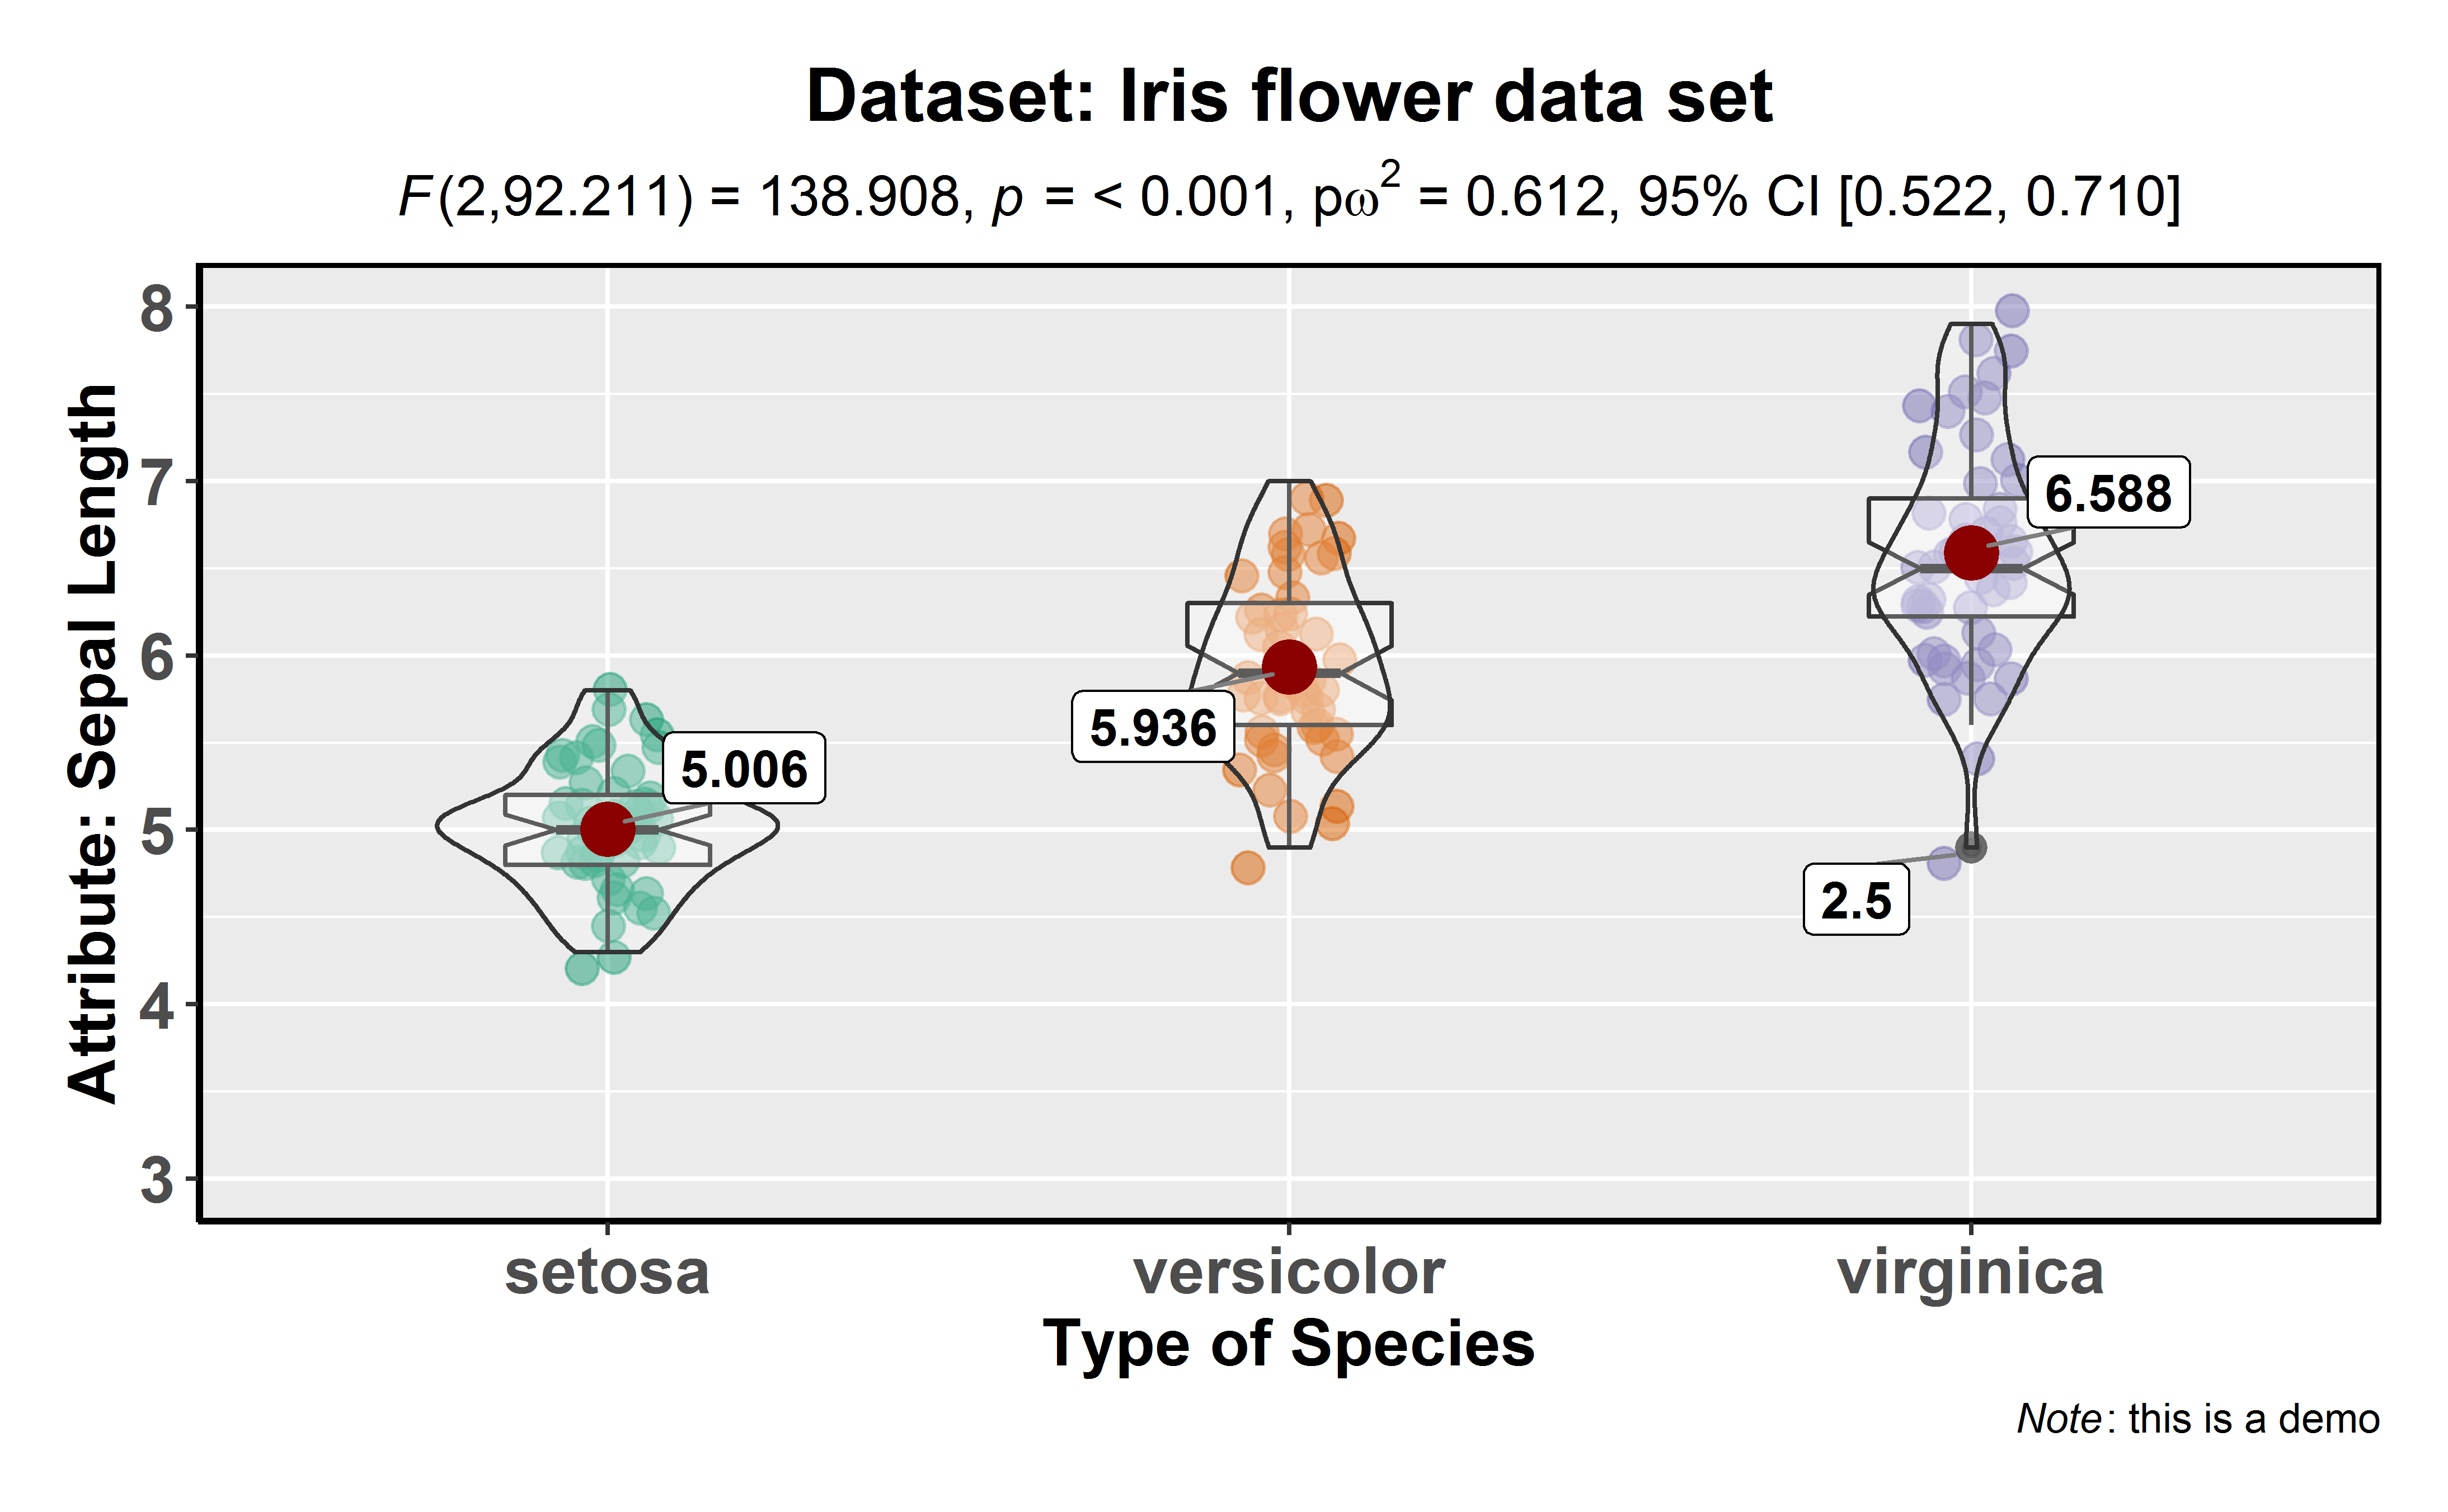 Dataset: Iris flower data set
F(2,92.211) = 138.908, p = < 0.001, pω² = 0.612, 95% CI [0.522, 0.710]
Attribute: Sepal Length
8
7
6
5
4
3
6.588
5.936
5.006
2.5
setosa versicolor virginica
Type of Species
Note: this is a demo